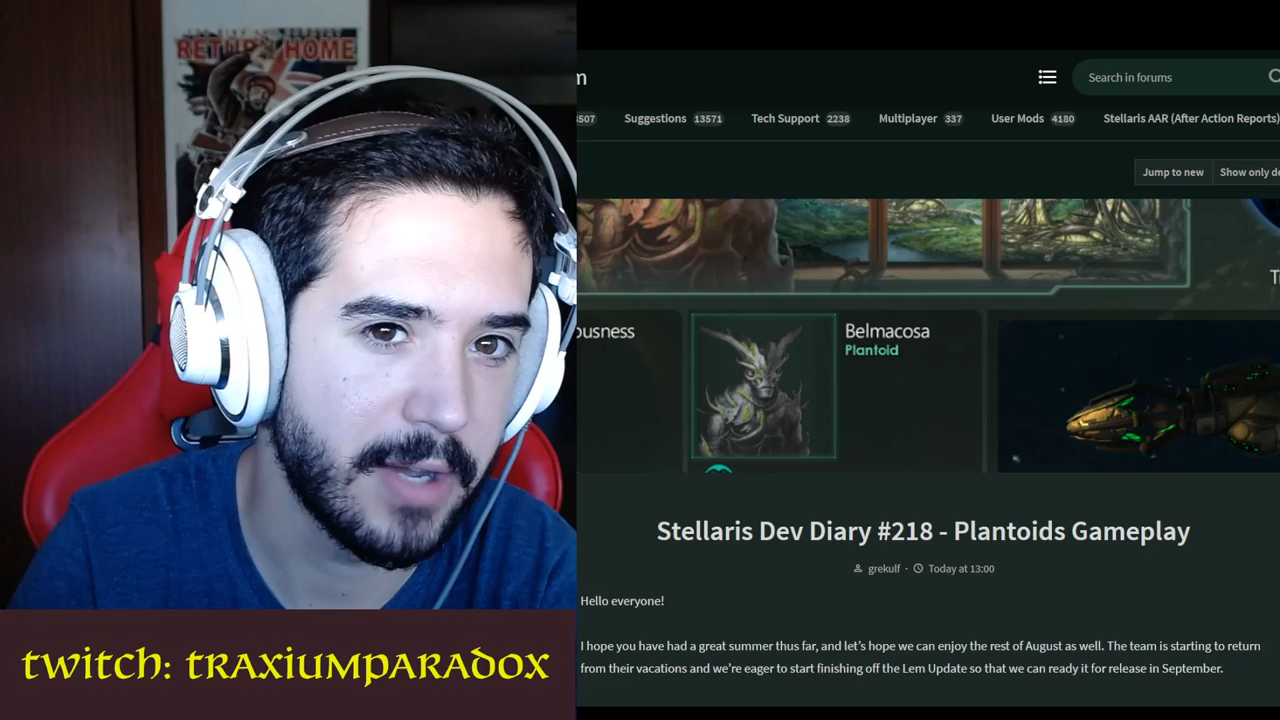 RETURN HOME
m
Search in forums
3507 Suggestions 13571 Tech Support 2238 Multiplayer 337 User Mods 4180 Stellaris AAR (After Action Reports)
Jump to new Show only de
T
ousness
Belmacosa
Plantoid
Stellaris Dev Diary #218 - Plantoids Gameplay
grekulf · Today at 13:00
Hello everyone!
I hope you have had a great summer thus far, and let's hope we can enjoy the rest of August as well. The team is starting to return
from their vacations and we're eager to start finishing off the Lem Update so that we can ready it for release in September.
twitch: traxiumparadox